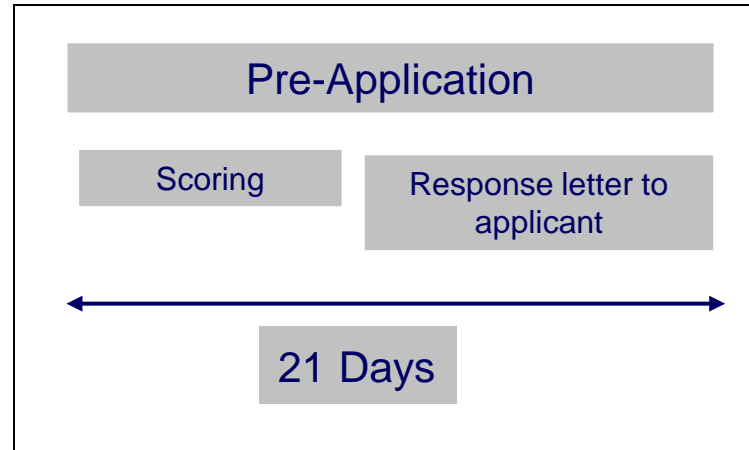 Pre-Application
Scoring
Response letter to
applicant
21 Days